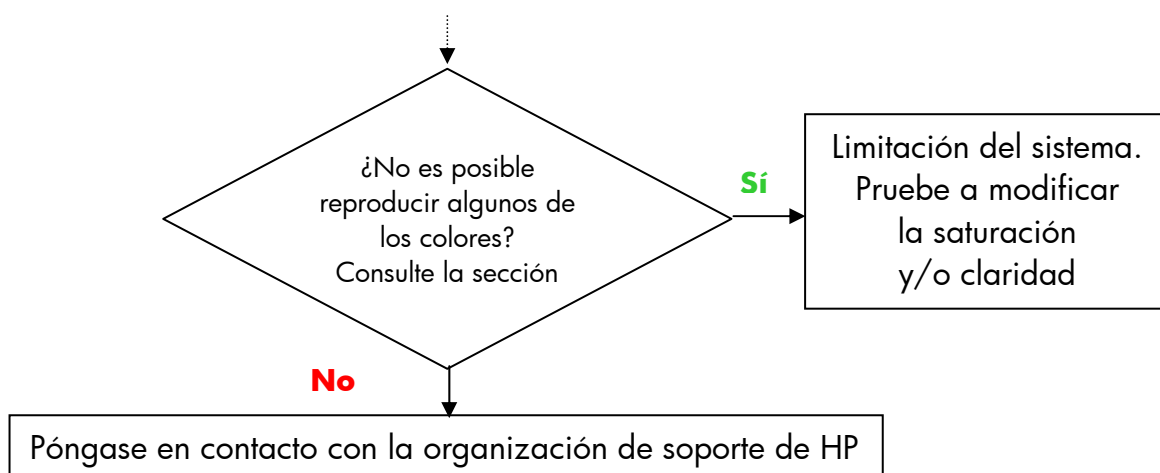 ¿No es posible
reproducir algunos de
los colores?
Consulte la sección
Sí
Limitación del sistema.
Pruebe a modificar
la saturación
y/o claridad
No
Póngase en contacto con la organización de soporte de HP